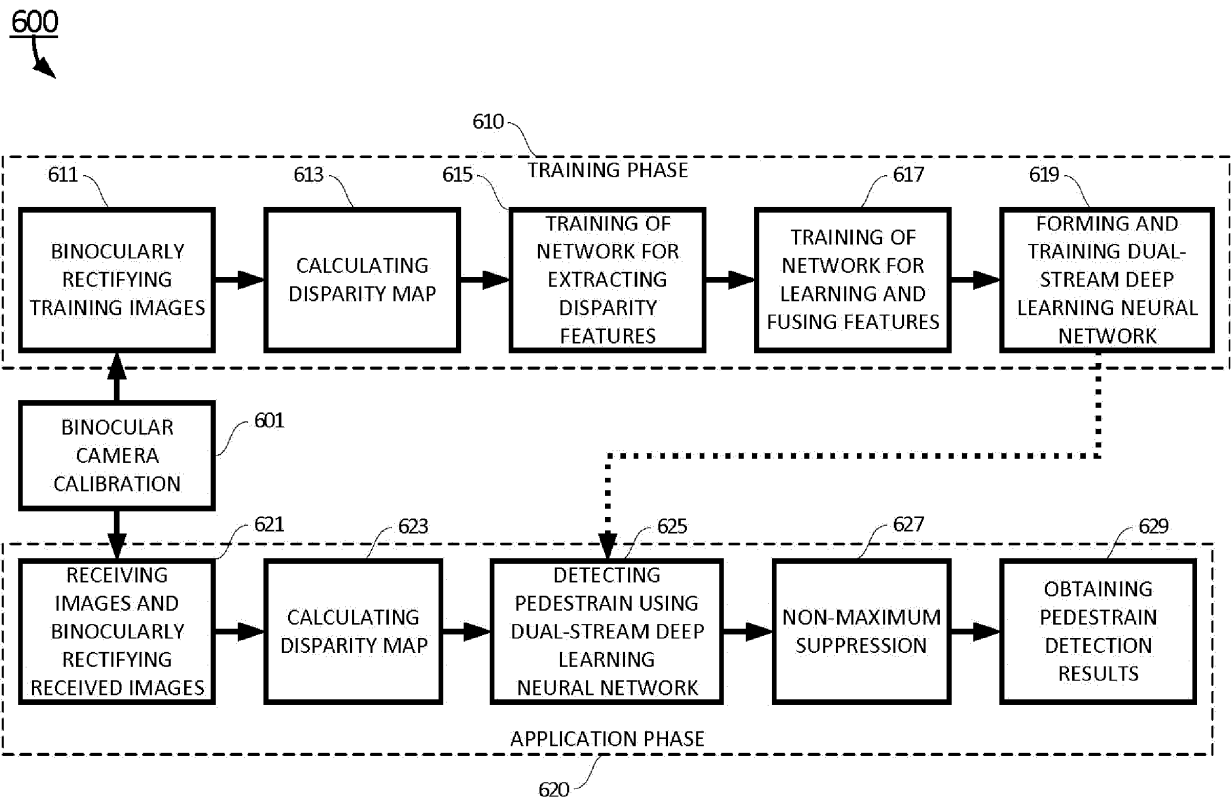 600
610
TRAINING PHASE
611
BINOCULARLY
RECTIFYING
TRAINING IMAGES
613
CALCULATING
DISPARITY MAP
615
TRAINING OF
NETWORK FOR
EXTRACTING
DISPARITY
FEATURES
617
TRAINING OF
NETWORK FOR
LEARNING AND
FUSING FEATURES
619
FORMING AND
TRAINING DUAL-
STREAM DEEP
LEARNING NEURAL
NETWORK
601
BINOCULAR
CAMERA
CALIBRATION
621
RECEIVING
IMAGES AND
BINOCULARLY
RECTIFYING
RECEIVED IMAGES
623
CALCULATING
DISPARITY MAP
625
DETECTING
PEDESTRAIN USING
DUAL-STREAM DEEP
LEARNING
NEURAL NETWORK
627
NON-MAXIMUM
SUPPRESSION
629
OBTAINING
PEDESTRAIN
DETECTION
RESULTS
APPLICATION PHASE
620